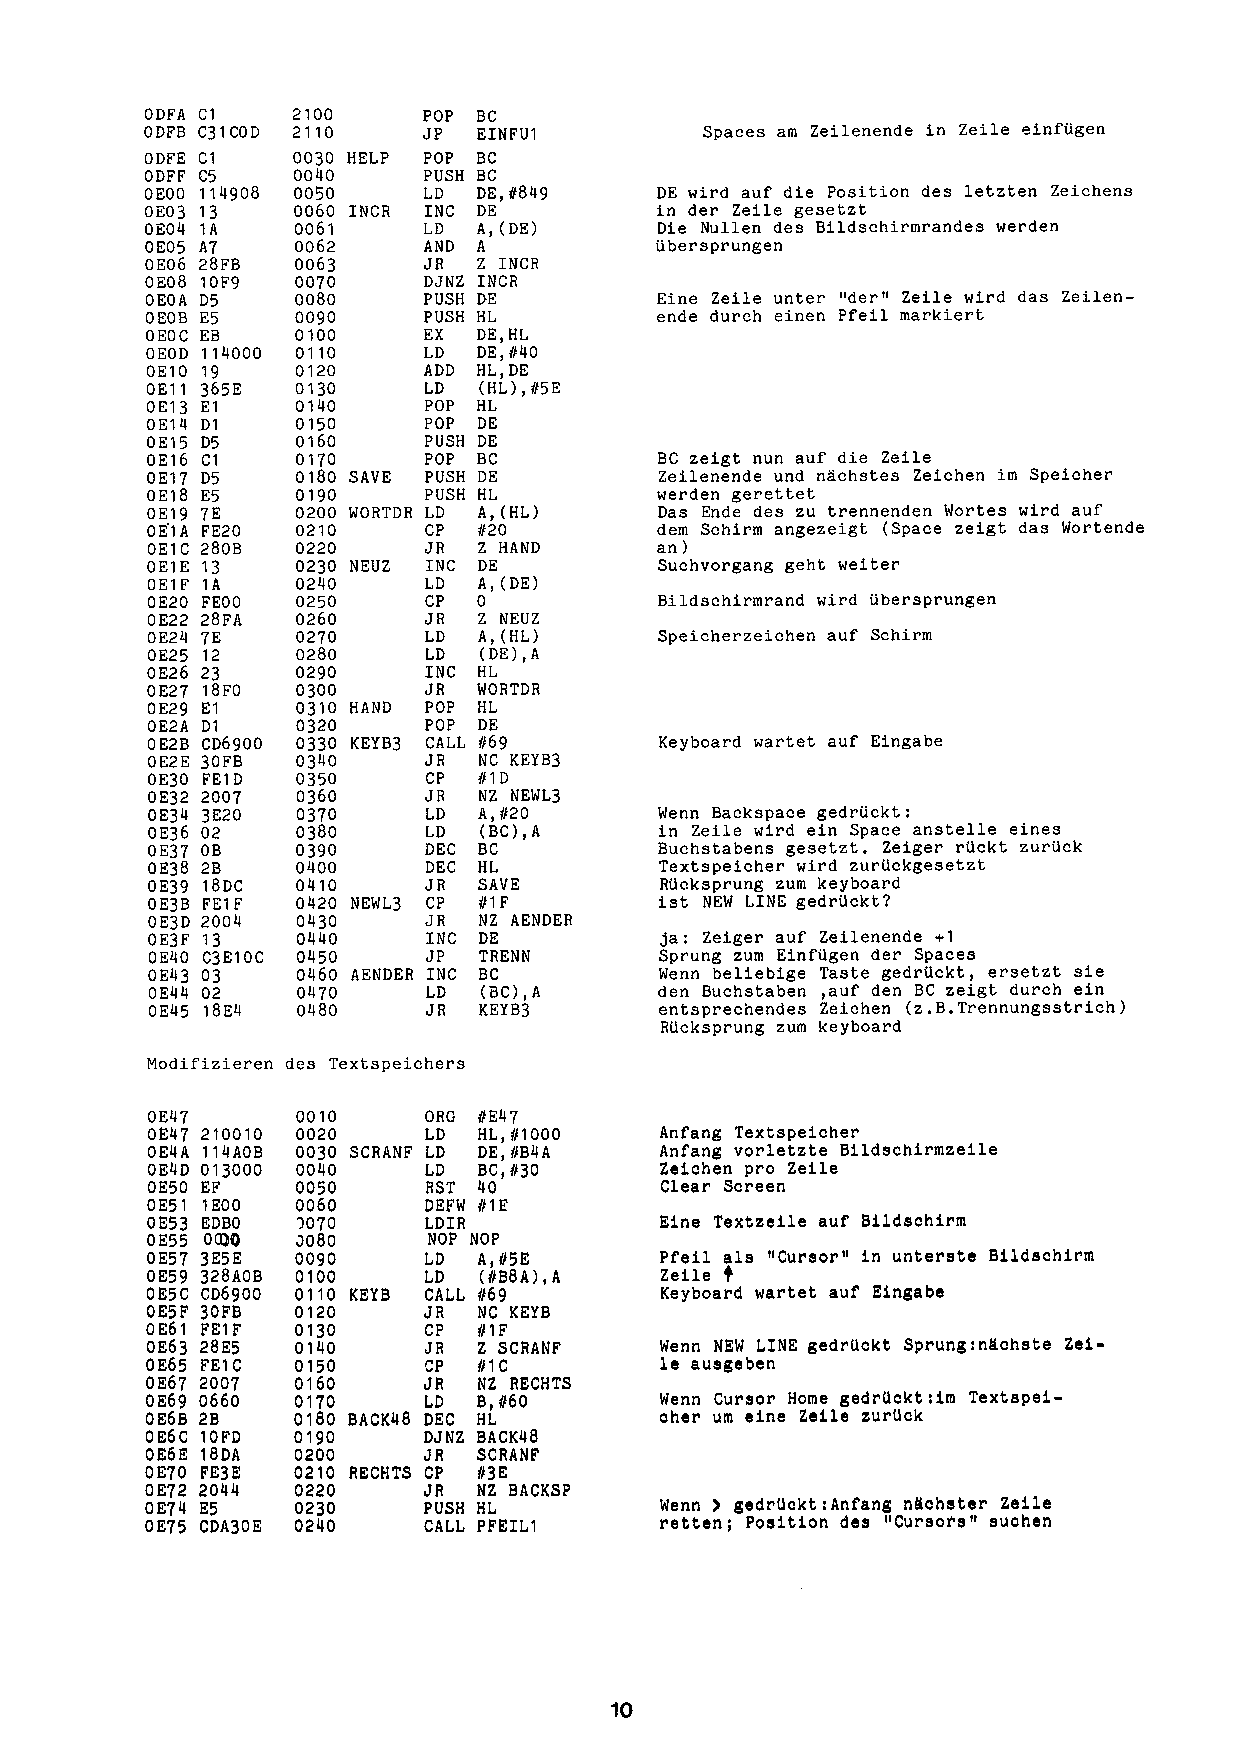 0DFA C1 2100 POP BC
0DFB C31C0D 2110 JP EINFU1 Spaces am Zeilenende in Zeile einfügen
0DFE C1 0030 HELP POP BC
0DFF C5 0040 PUSH BC
0E00 114908 0050 LD DE,#849 DE wird auf die Position des letzten Zeichens
0E03 13 0060 INCR INC DE in der Zeile gesetzt
0E04 1A 0061 LD A,(DE) Die Nullen des Bildschirmrandes werden
0E05 A7 0062 AND A übersprungen
0E06 28FB 0063 JR Z INCR
0E08 10F9 0070 DJNZ INCR
0E0A D5 0080 PUSH DE Eine Zeile unter "der" Zeile wird das Zeilen-
0E0B E5 0090 PUSH HL ende durch einen Pfeil markiert
0E0C EB 0100 EX DE,HL
0E0D 114000 0110 LD DE,#40
0E10 19 0120 ADD HL,DE
0E11 365E 0130 LD (HL),#5E
0E13 E1 0140 POP HL
0E14 D1 0150 POP DE
0E15 D5 0160 PUSH DE
0E16 C1 0170 POP BC BC zeigt nun auf die Zeile
0E17 D5 0180 SAVE PUSH DE Zeilenende und nächstes Zeichen im Speicher
0E18 E5 0190 PUSH HL werden gerettet
0E19 7E 0200 WORTDR LD A,(HL) Das Ende des zu trennenden Wortes wird auf
0E1A FE20 0210 CP #20 dem Schirm angezeigt (Space zeigt das Wortende
0E1C 280B 0220 JR Z HAND an)
0E1E 13 0230 NEUZ INC DE Suchvorgang geht weiter
0E1F 1A 0240 LD A,(DE)
0E20 FE00 0250 CP 0 Bildschirmrand wird übersprungen
0E22 28FA 0260 JR Z NEUZ
0E24 7E 0270 LD A,(HL) Speicherzeichen auf Schirm
0E25 12 0280 LD (DE),A
0E26 23 0290 INC HL
0E27 18F0 0300 JR WORTDR
0E29 E1 0310 HAND POP HL
0E2A D1 0320 POP DE
0E2B CD6900 0330 KEYB3 CALL #69 Keyboard wartet auf Eingabe
0E2E 30FB 0340 JR NC KEYB3
0E30 FE1D 0350 CP #1D
0E32 2007 0360 JR NZ NEWL3
0E34 3E20 0370 LD A,#20 Wenn Backspace gedrückt:
0E36 02 0380 LD (BC),A in Zeile wird ein Space anstelle eines
0E37 0B 0390 DEC BC Buchstabens gesetzt. Zeiger rückt zurück
0E38 2B 0400 DEC HL Textspeicher wird zurückgesetzt
0E39 18DC 0410 JR SAVE Rücksprung zum keyboard
0E3B FE1F 0420 NEWL3 CP #1F ist NEW LINE gedrückt?
0E3D 2004 0430 JR NZ AENDER
0E3F 13 0440 INC DE ja: Zeiger auf Zeilenende +1
0E40 C3E10C 0450 JP TRENN Sprung zum Einfügen der Spaces
0E43 03 0460 AENDER INC BC Wenn beliebige Taste gedrückt, ersetzt sie
0E44 02 0470 LD (BC),A den Buchstaben ,auf den BC zeigt durch ein
0E45 18E4 0480 JR KEYB3 entsprechendes Zeichen (z.B.Trennungsstrich)
Rücksprung zum keyboard
Modifizieren des Textspeichers
0E47 0010 ORG #E47
0E47 210010 0020 LD HL,#1000 Anfang Textspeicher
0E4A 114A0B 0030 SCRANF LD DE,#B4A Anfang vorletzte Bildschirmzeile
0E4D 013000 0040 LD BC,#30 Zeichen pro Zeile
0E50 EF 0050 RST 40 Clear Screen
0E51 1E00 0060 DEFW #1E
0E53 EDB0 0070 LDIR Eine Textzeile auf Bildschirm
0E55 0000 0080 NOP NOP
0E57 3E5E 0090 LD A,#5E Pfeil als "Cursor" in unterste Bildschirm
0E59 328A0B 0100 LD (#B8A),A Zeile ↑
0E5C CD6900 0110 KEYB CALL #69 Keyboard wartet auf Eingabe
0E5F 30FB 0120 JR NC KEYB
0E61 FE1F 0130 CP #1F
0E63 28E5 0140 JR Z SCRANF Wenn NEW LINE gedrückt Sprung:nächste Zei-
0E65 FE1C 0150 CP #1C le ausgeben
0E67 2007 0160 JR NZ RECHTS
0E69 0660 0170 LD B,#60 Wenn Cursor Home gedrückt:im Textspei-
0E6B 2B 0180 BACK48 DEC HL cher um eine Zeile zurück
0E6C 10FD 0190 DJNZ BACK48
0E6E 18DA 0200 JR SCRANF
0E70 FE3E 0210 RECHTS CP #3E
0E72 2044 0220 JR NZ BACKSP
0E74 E5 0230 PUSH HL Wenn > gedrückt:Anfang nächster Zeile
0E75 CDA30E 0240 CALL PFEIL1 retten; Position des "Cursors" suchen
10